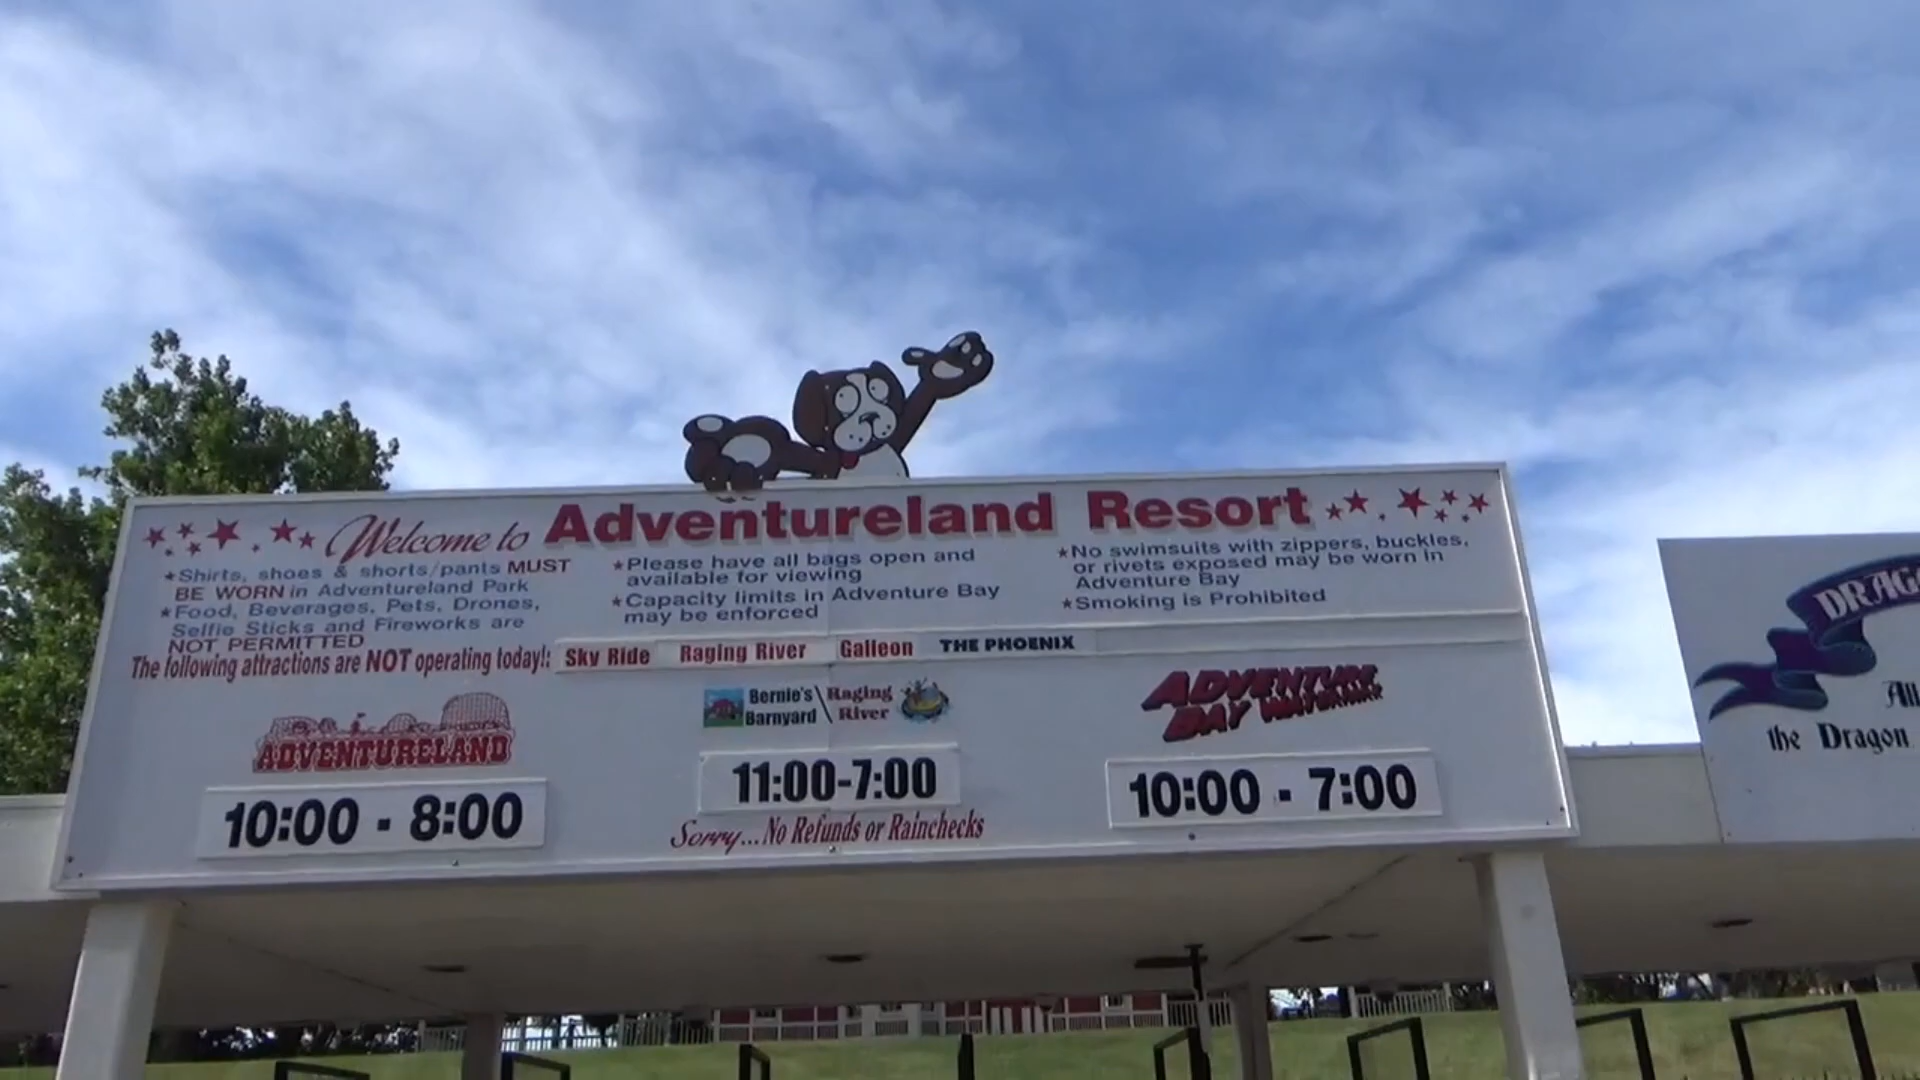 Welcome to Adventureland Resort
★Shirts, shoes & shorts/pants MUST
BE WORN in Adventureland Park
★Food, Beverages, Pets, Drones,
Selfie Sticks and Fireworks are
NOT PERMITTED
★Please have all bags open and
available for viewing
★Capacity limits in Adventure Bay
may be enforced
★No swimsuits with zippers, buckles,
or rivets exposed may be worn in
Adventure Bay
★Smoking is Prohibited
The following attractions are NOT operating today!: Sky Ride Raging River Galleon THE PHOENIX
ADVENTURELAND
10:00 - 8:00
Bernie's \ Raging
Barnyard \ River
11:00-7:00
Sorry... No Refunds or Rainchecks
ADVENTURE
BAY WATERPARK
10:00 - 7:00
All
the Dragon